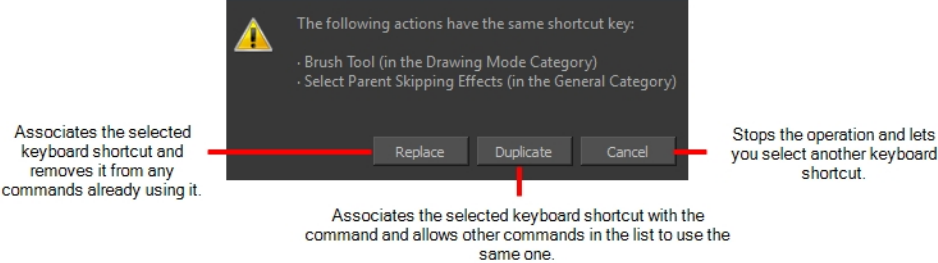 The following actions have the same shortcut key:
· Brush Tool (in the Drawing Mode Category)
· Select Parent Skipping Effects (in the General Category)
Replace
Duplicate
Cancel
Associates the selected
keyboard shortcut and
removes it from any
commands already using it.
Stops the operation and lets
you select another keyboard
shortcut.
Associates the selected keyboard shortcut with the
command and allows other commands in the list to use the
same one.